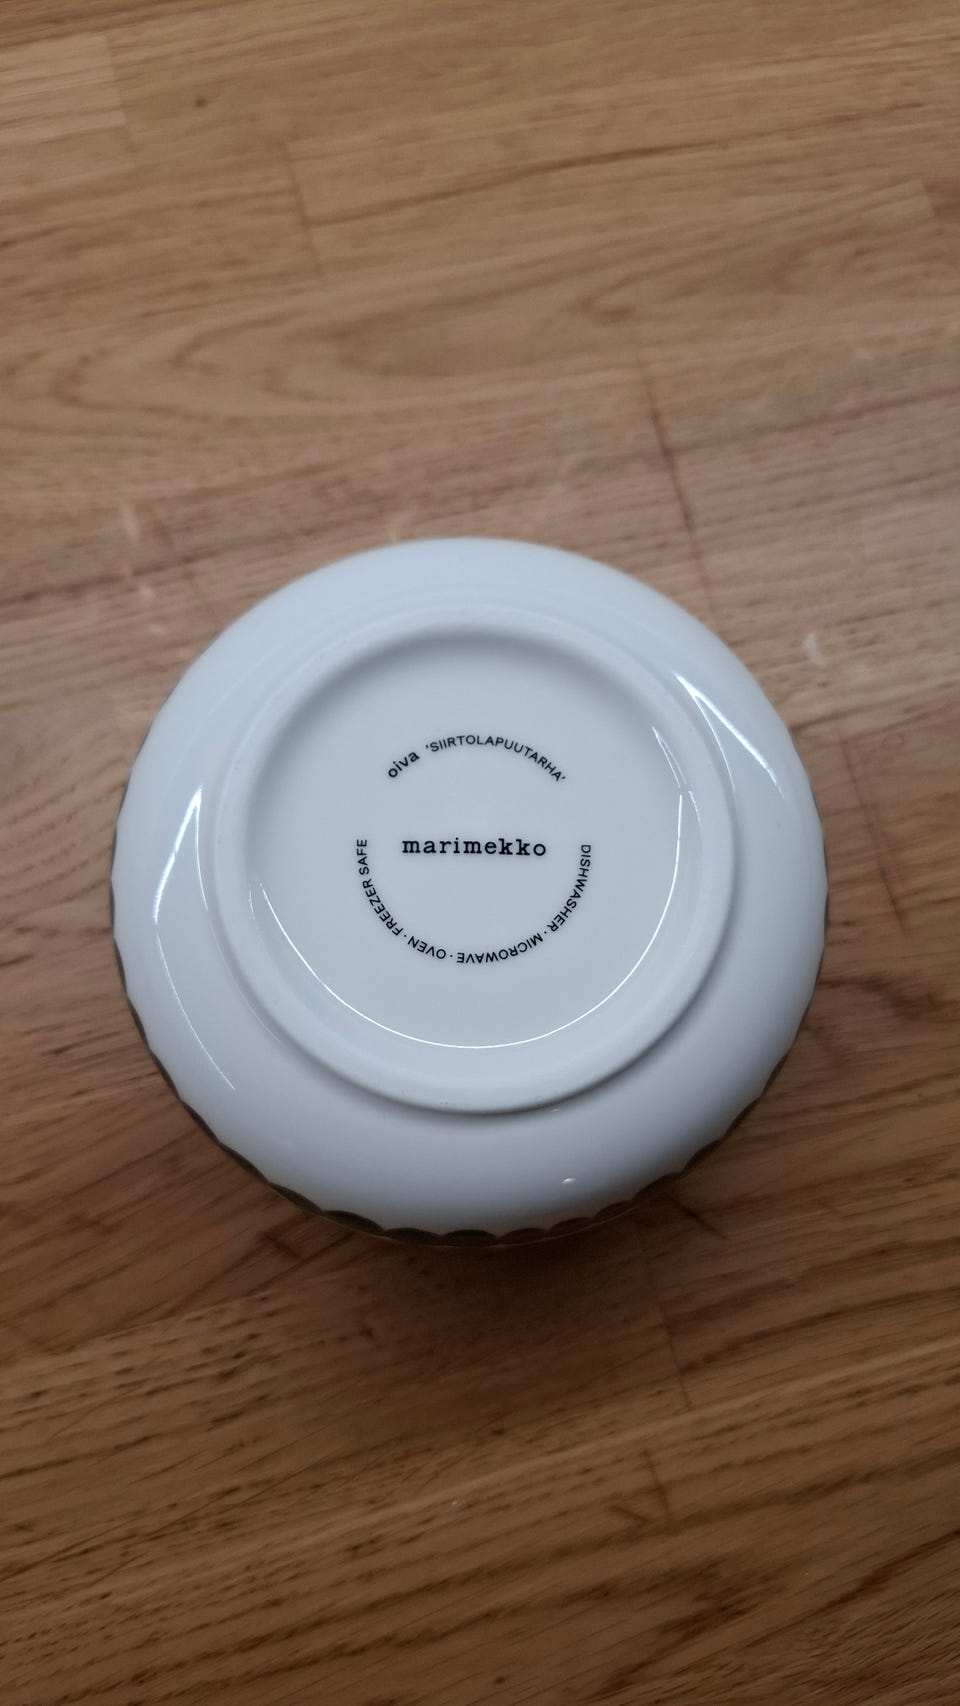 oiva 'SIIRTOLAPUUTARHA'
marimekko
DISHWASHER · MICROWAVE · OVEN · FREEZER SAFE